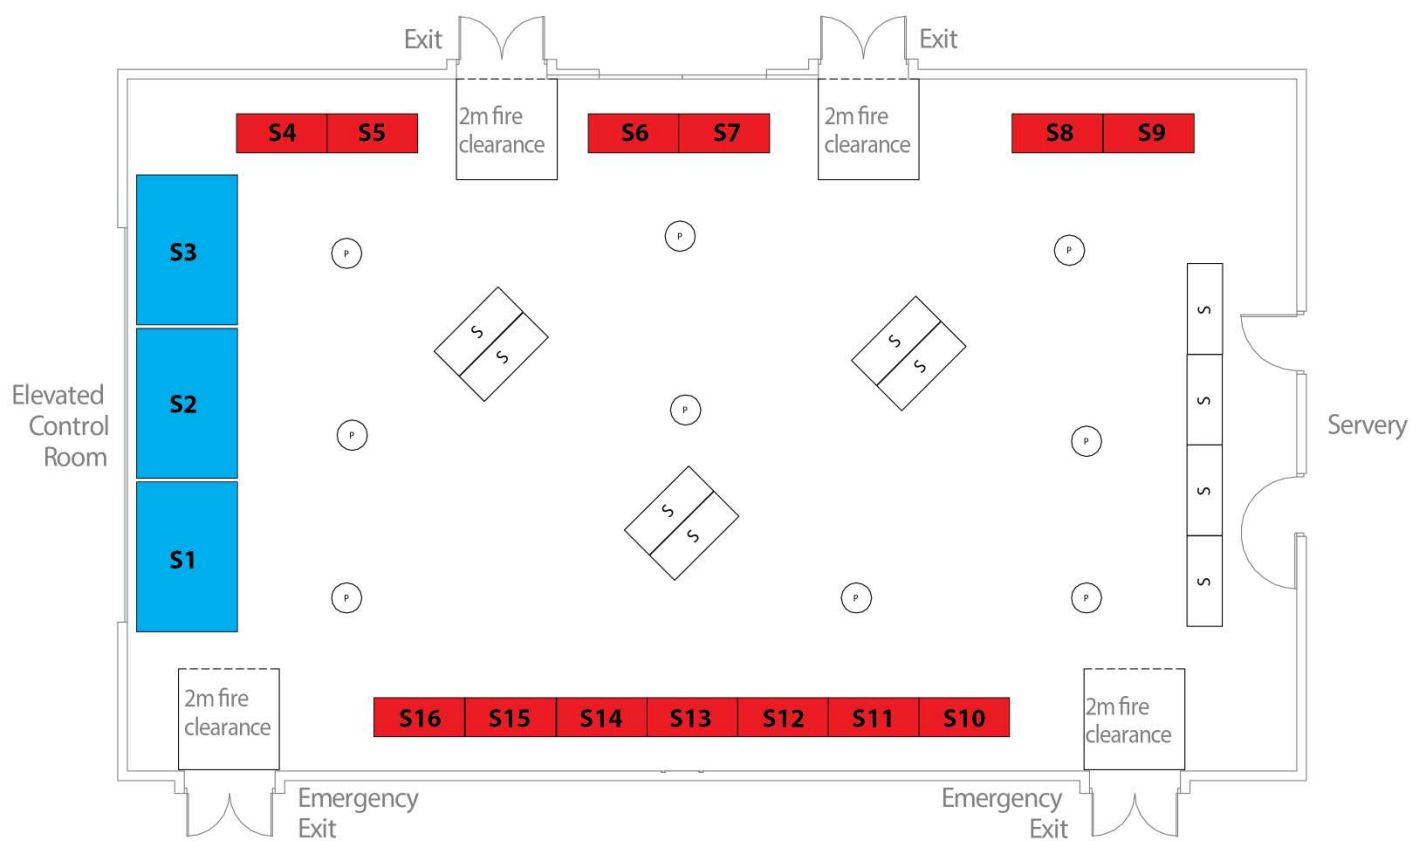 Exit
Exit
2m fire
clearance
2m fire
clearance
S4
S5
S6
S7
S8
S9
S3
P
P
P
S
S
S
S
S
Elevated
Control
Room
S2
P
P
P
S
Servery
S
S
S
S
S1
P
P
P
S
2m fire
clearance
2m fire
clearance
S16
S15
S14
S13
S12
S11
S10
Emergency
Exit
Emergency
Exit